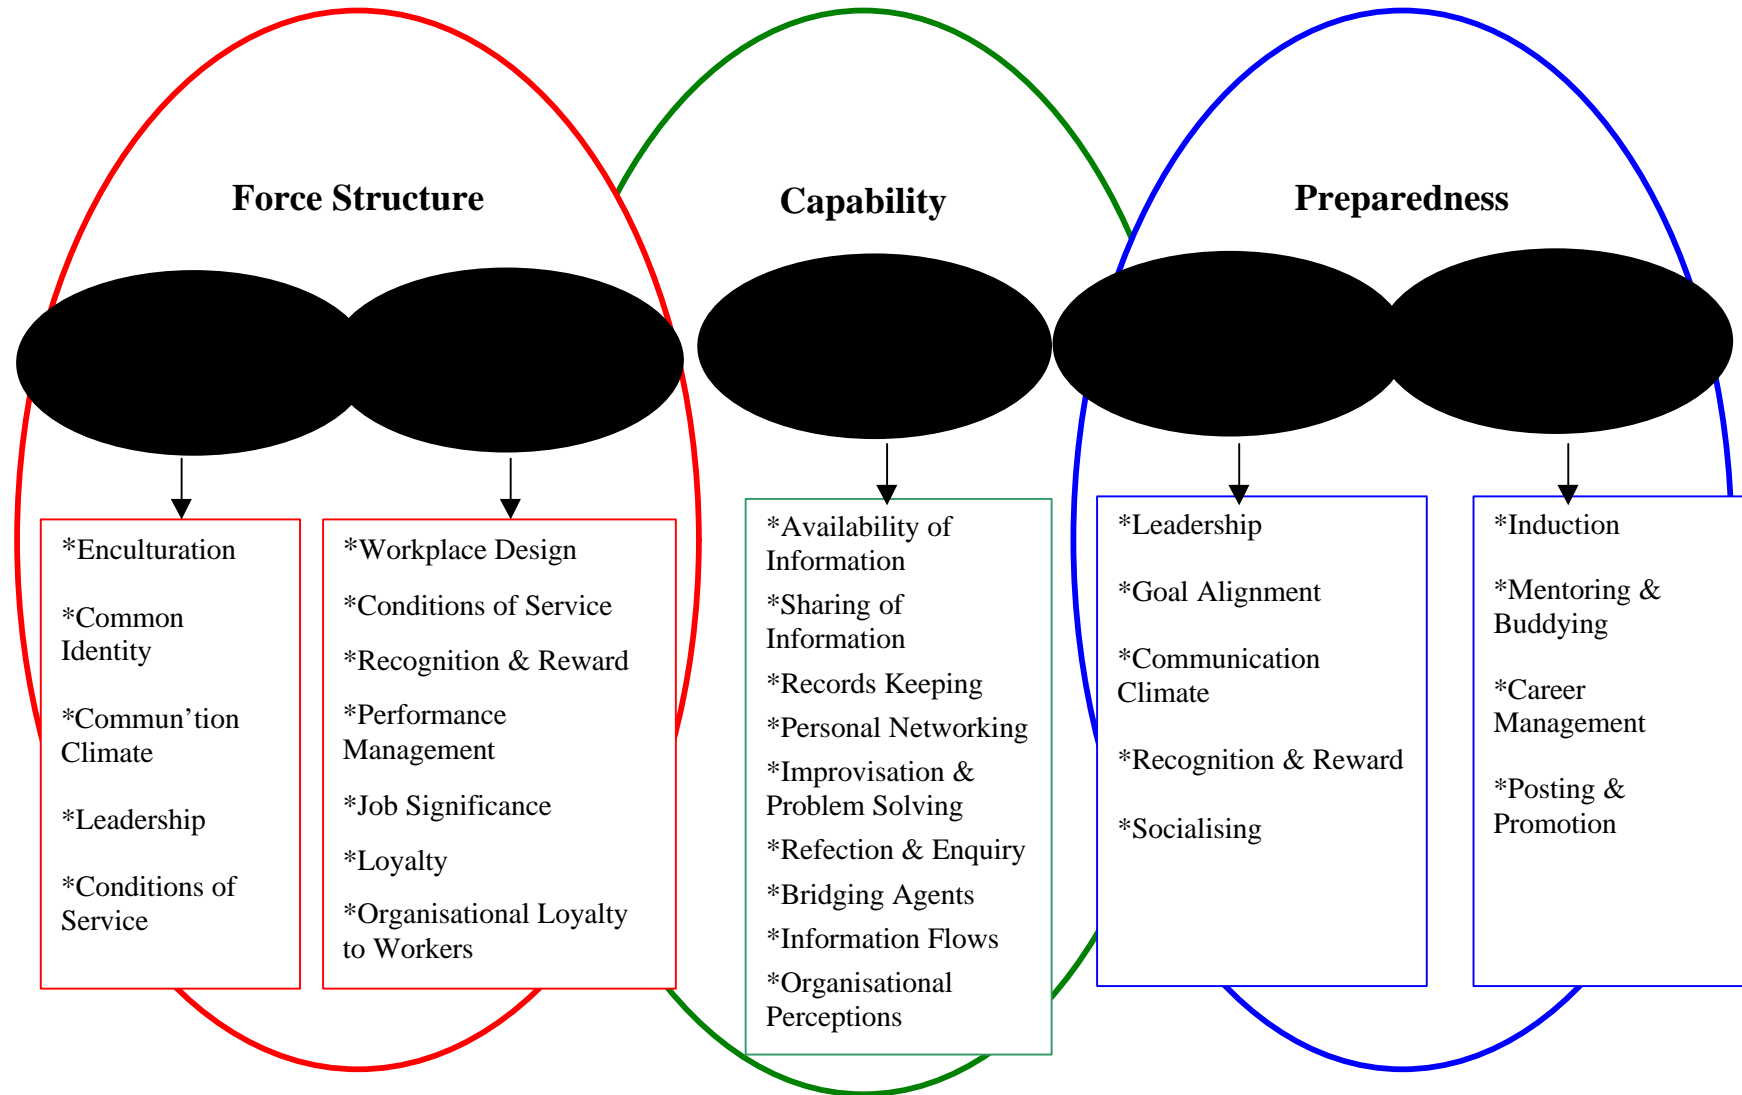 Force Structure
Capability
Preparedness
*Enculturation
*Common
Identity
*Commun’tion
Climate
*Leadership
*Conditions of
Service
*Workplace Design
*Conditions of Service
*Recognition & Reward
*Performance
Management
*Job Significance
*Loyalty
*Organisational Loyalty
to Workers
*Availability of
Information
*Sharing of
Information
*Records Keeping
*Personal Networking
*Improvisation &
Problem Solving
*Refection & Enquiry
*Bridging Agents
*Information Flows
*Organisational
Perceptions
*Leadership
*Goal Alignment
*Communication
Climate
*Recognition & Reward
*Socialising
*Induction
*Mentoring &
Buddying
*Career
Management
*Posting &
Promotion